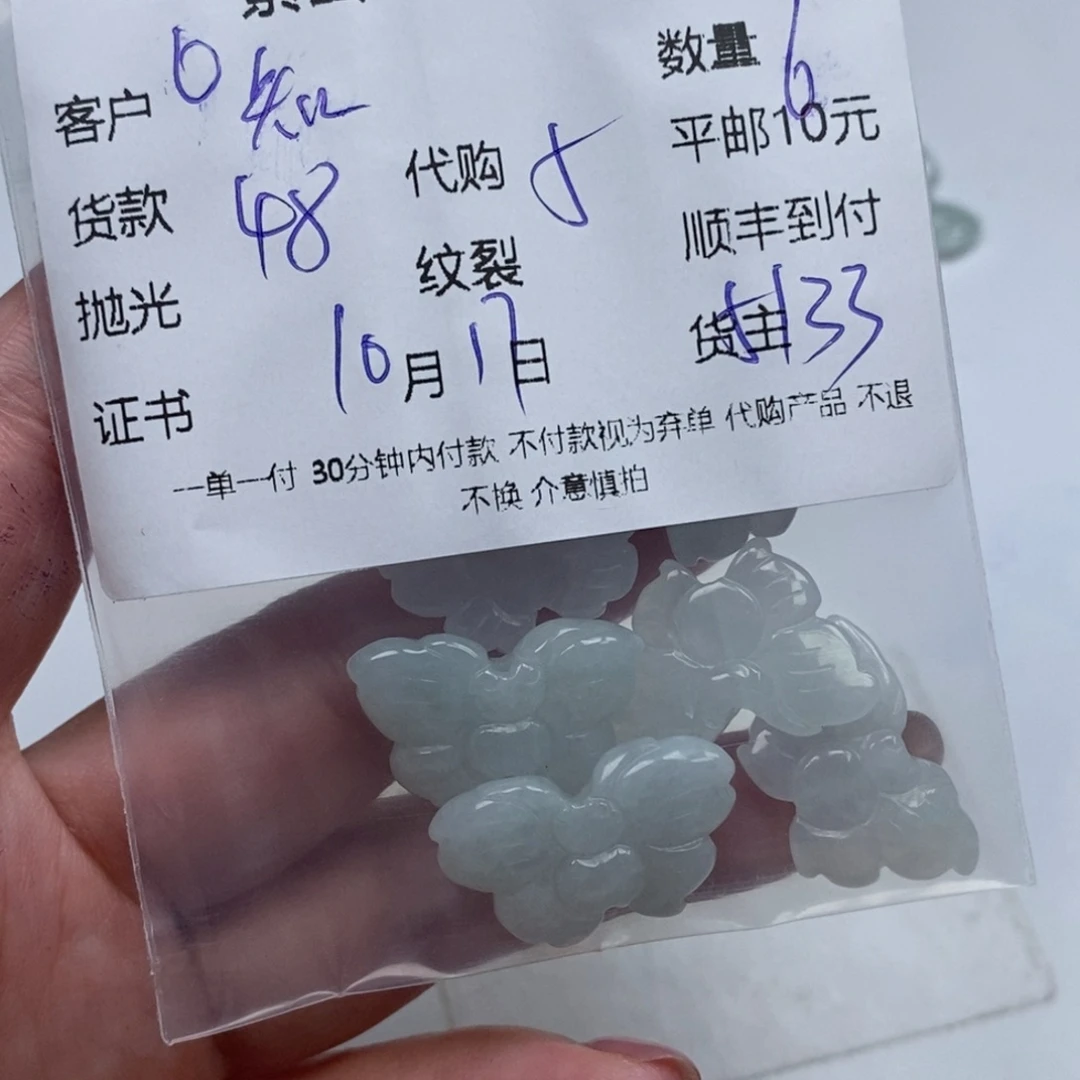 客户 6 知 数量 6
货款 48 代购 5 平邮10元
抛光 纹裂 顺丰到付
证书 10月17日 货主 133
一单一付 30分钟内付款 不付款视为弃单 代购产品 不退
不换 介意慎拍